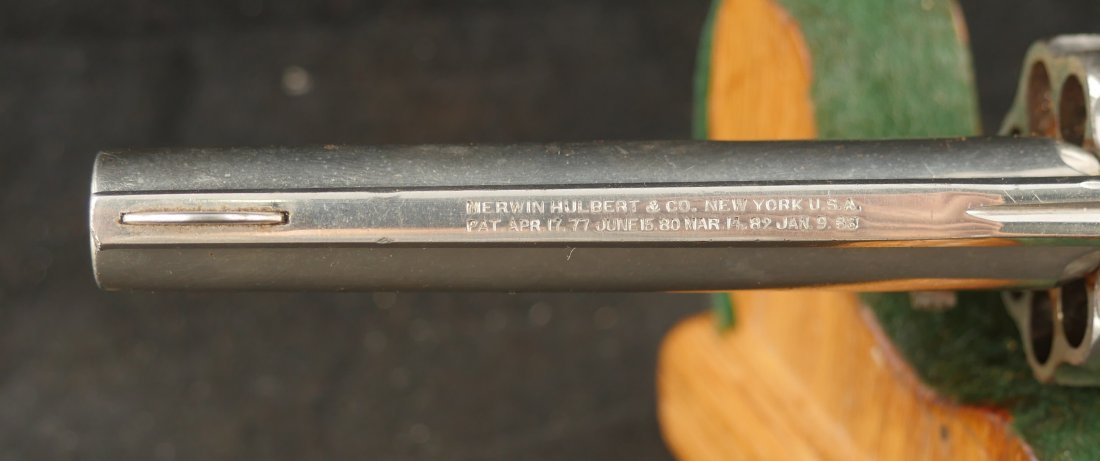 MERWIN HULBERT & CO. NEW YORK U.S.A.
PAT. APR. 17. 77 JUNE 15. 80 MAR. 14. 82 JAN. 9. 83